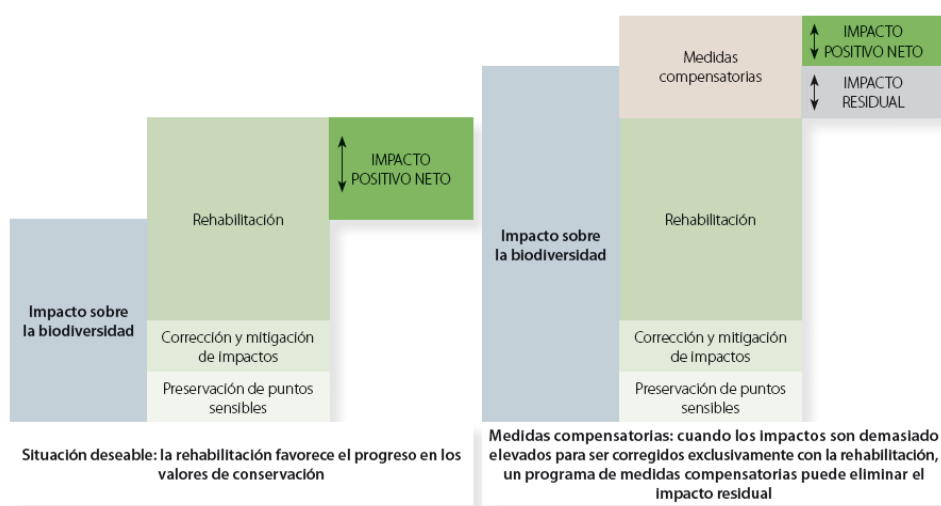 Impacto sobre
la biodiversidad
Rehabilitación
Corrección y mitigación
de impactos
Preservación de puntos
sensibles
IMPACTO
POSITIVO NETO
Situación deseable: la rehabilitación favorece el progreso en los
valores de conservación
Impacto sobre
la biodiversidad
Medidas
compensatorias
Rehabilitación
Corrección y mitigación
de impactos
Preservación de puntos
sensibles
IMPACTO
POSITIVO NETO
IMPACTO
RESIDUAL
Medidas compensatorias: cuando los impactos son demasiado
elevados para ser corregidos exclusivamente con la rehabilitación,
un programa de medidas compensatorias puede eliminar el
impacto residual